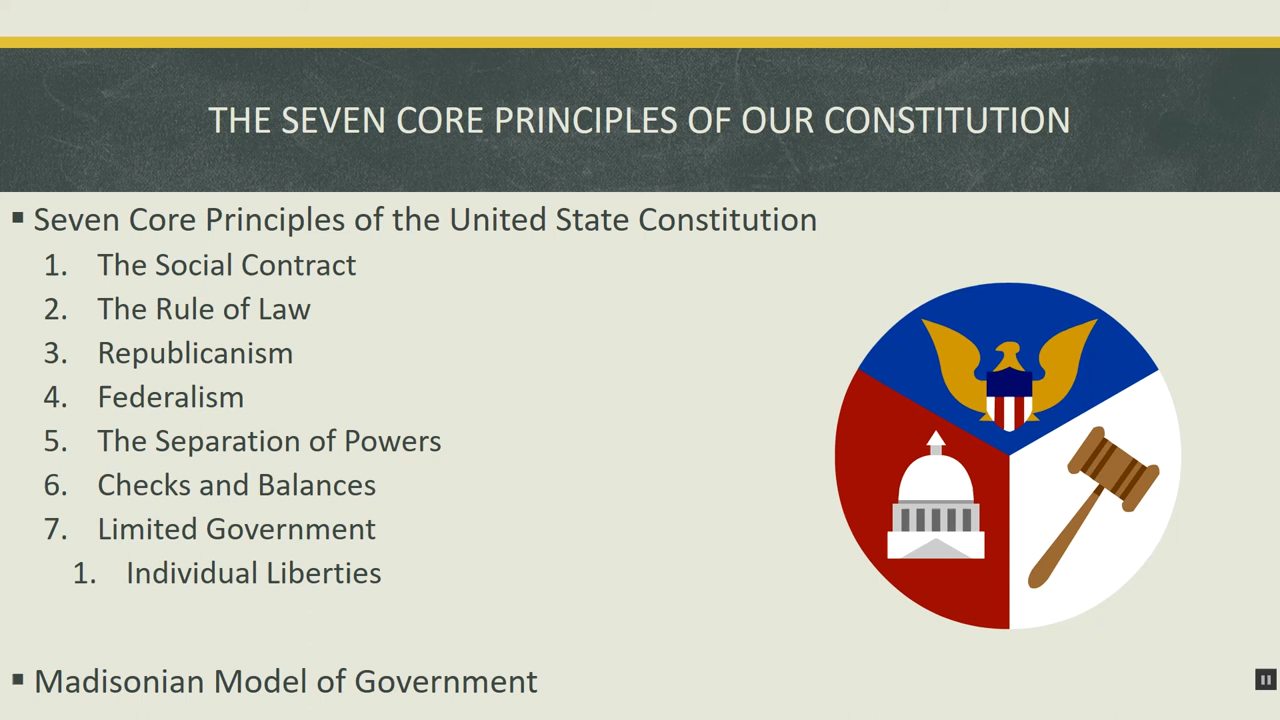 THE SEVEN CORE PRINCIPLES OF OUR CONSTITUTION
▪ Seven Core Principles of the United State Constitution
1. The Social Contract
2. The Rule of Law
3. Republicanism
4. Federalism
5. The Separation of Powers
6. Checks and Balances
7. Limited Government
1. Individual Liberties
▪ Madisonian Model of Government